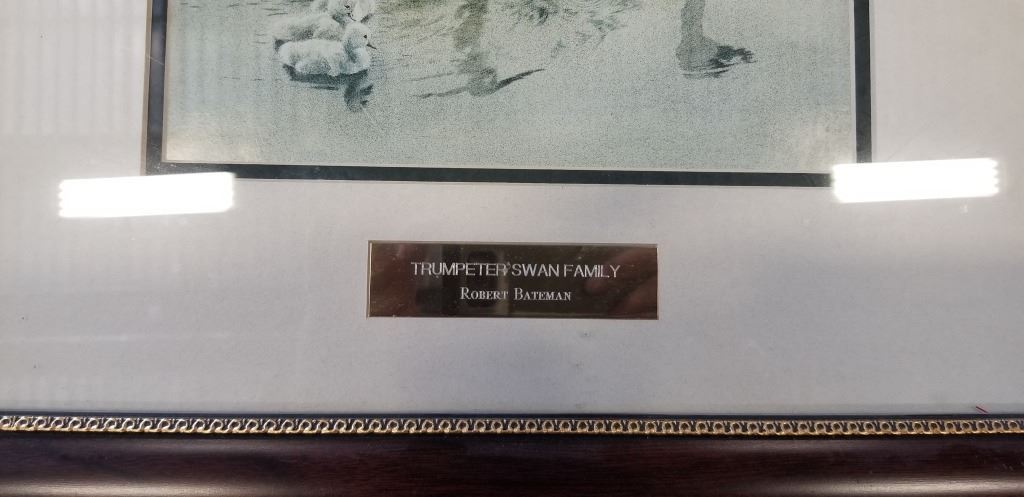 TRUMPETER SWAN FAMILY
ROBERT BATEMAN